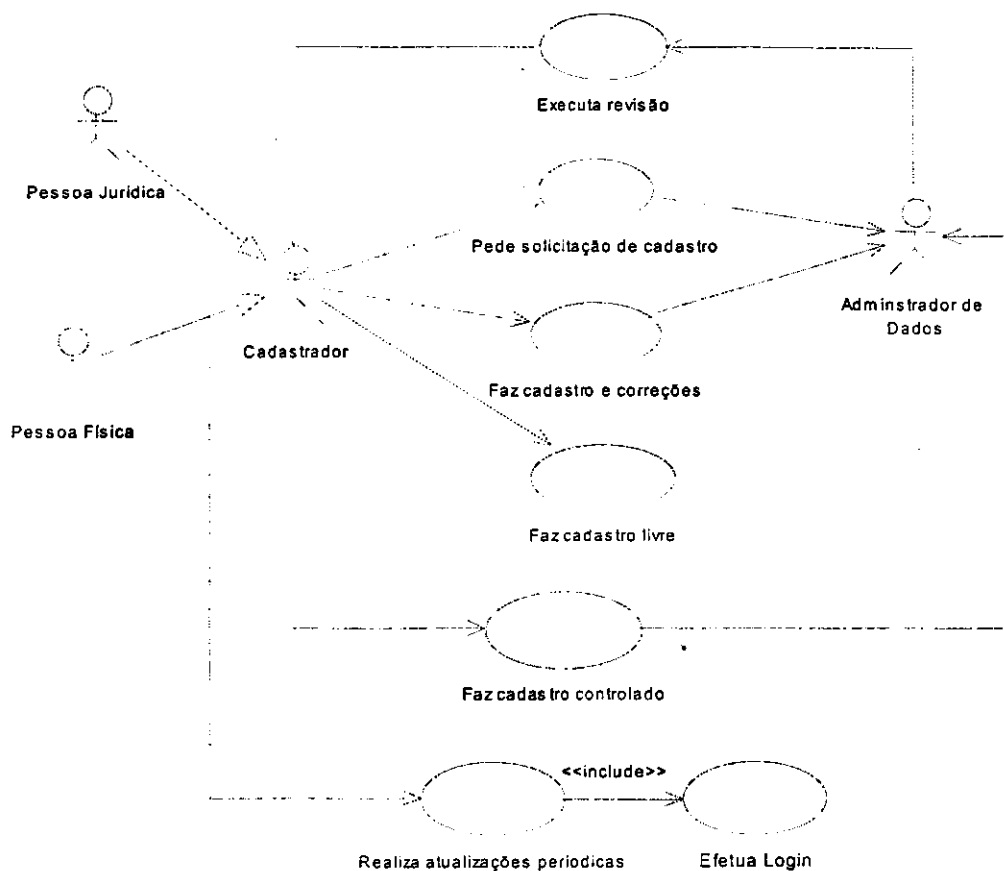 Executa revisão
Pessoa Jurídica
Pede solicitação de cadastro
Adminstrador de
Dados
Cadastrador
Faz cadastro e correções
Pessoa Física
Faz cadastro livre
Faz cadastro controlado
<<include>>
Realiza atualizações periodicas
Efetua Login